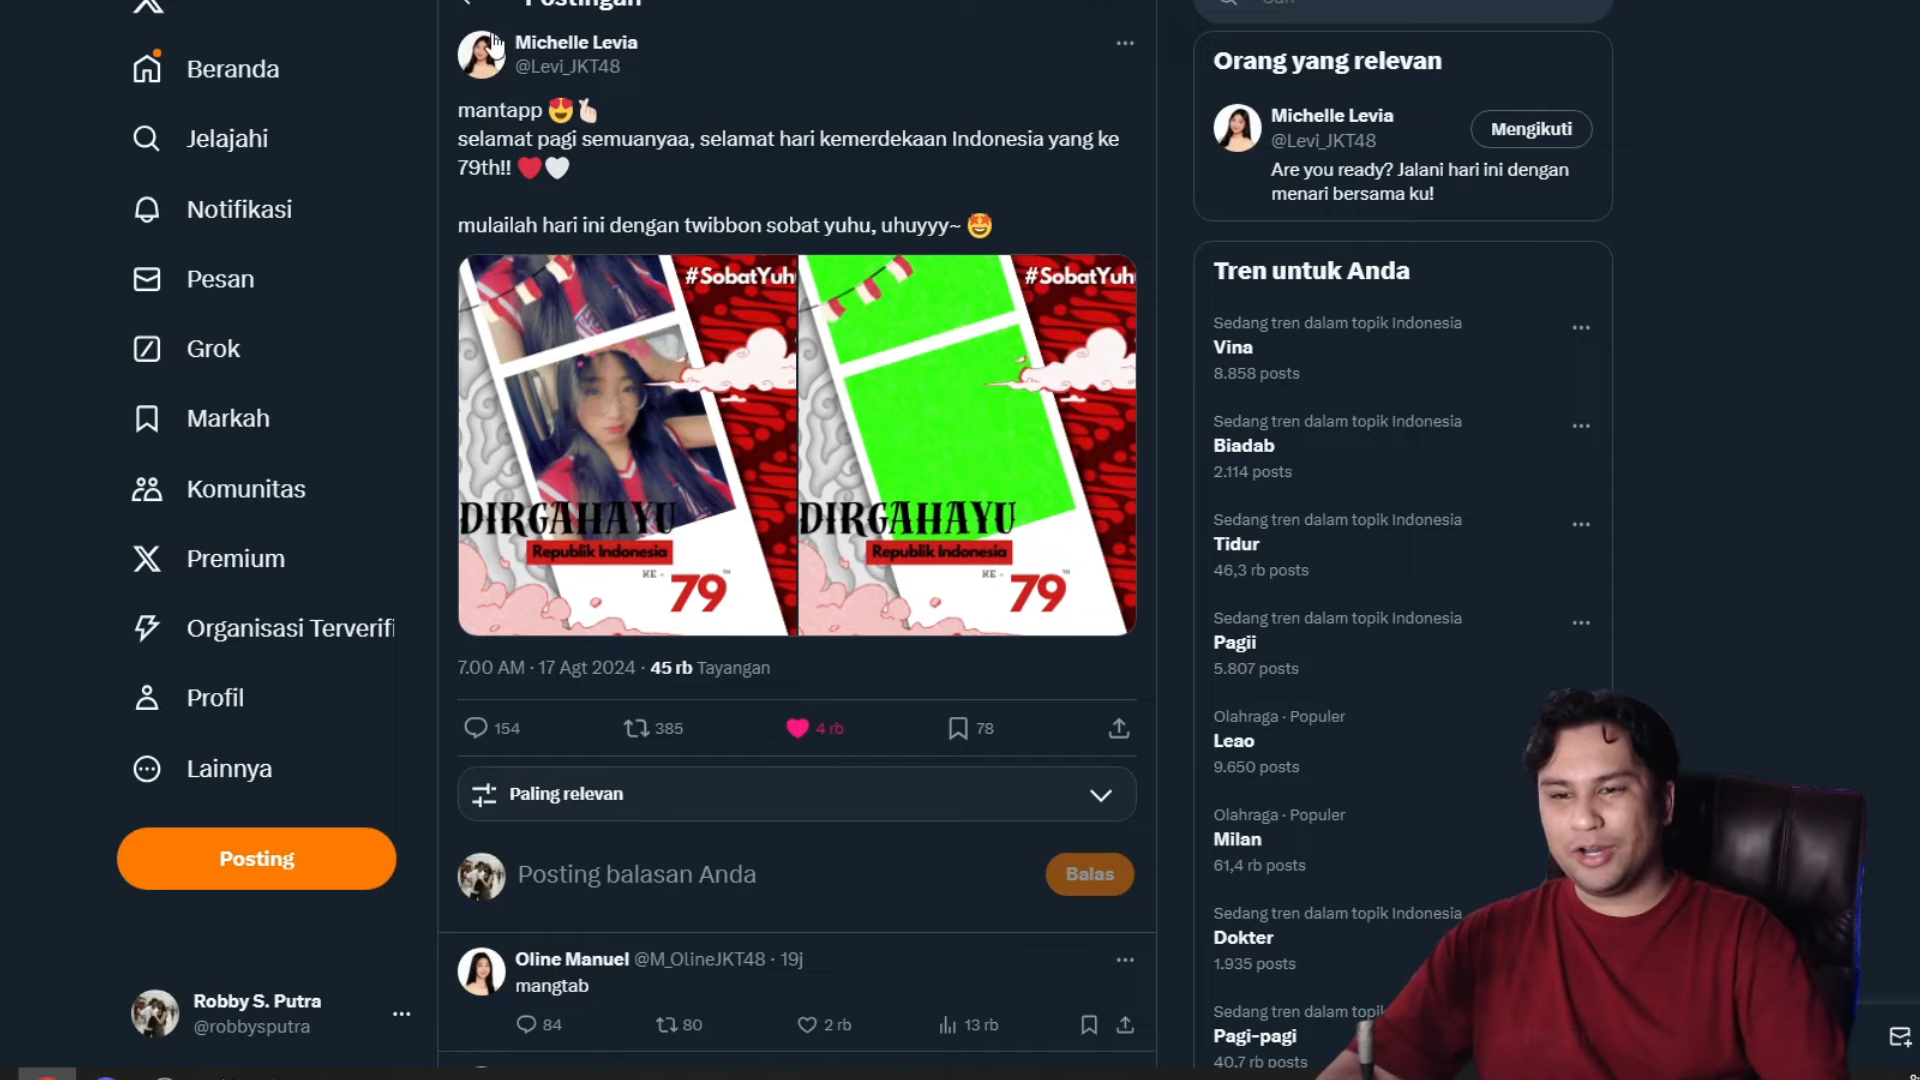 Beranda
Jelajahi
Notifikasi
Pesan
Grok
Markah
Komunitas
Premium
Organisasi Terverifi
Profil
Lainnya
Posting
Robby S. Putra
@robbysputra
Postingan
Michelle Levia
@Levi_JKT48
mantapp 😍🫰🏻
selamat pagi semuanyaa, selamat hari kemerdekaan Indonesia yang ke
79th!! ❤️🤍
mulailah hari ini dengan twibbon sobat yuhu, uhuyyy~ 🤩
#SobatYuh
DIRGAHAYU
Republik Indonesia
KE - 79TH
#SobatYuh
DIRGAHAYU
Republik Indonesia
KE - 79TH
7.00 AM · 17 Agt 2024 · 45 rb Tayangan
154 385 4 rb 78
Paling relevan
Posting balasan Anda
Balas
Oline Manuel @M_OlineJKT48 · 19j
mangtab
84 80 2 rb 13 rb
Cari
Orang yang relevan
Michelle Levia
@Levi_JKT48
Mengikuti
Are you ready? Jalani hari ini dengan
menari bersama ku!
Tren untuk Anda
Sedang tren dalam topik Indonesia
Vina
8.858 posts
Sedang tren dalam topik Indonesia
Biadab
2.114 posts
Sedang tren dalam topik Indonesia
Tidur
46,3 rb posts
Sedang tren dalam topik Indonesia
Pagii
5.807 posts
Olahraga · Populer
Leao
9.650 posts
Olahraga · Populer
Milan
61,4 rb posts
Sedang tren dalam topik Indonesia
Dokter
1.935 posts
Sedang tren dalam topik
Pagi-pagi
40,7 rb posts